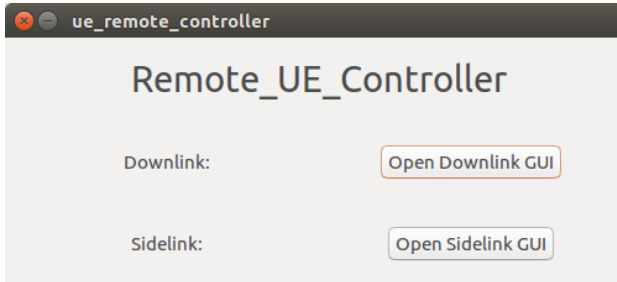 ue_remote_controller
Remote_UE_Controller
Downlink: Open Downlink GUI
Sidelink: Open Sidelink GUI